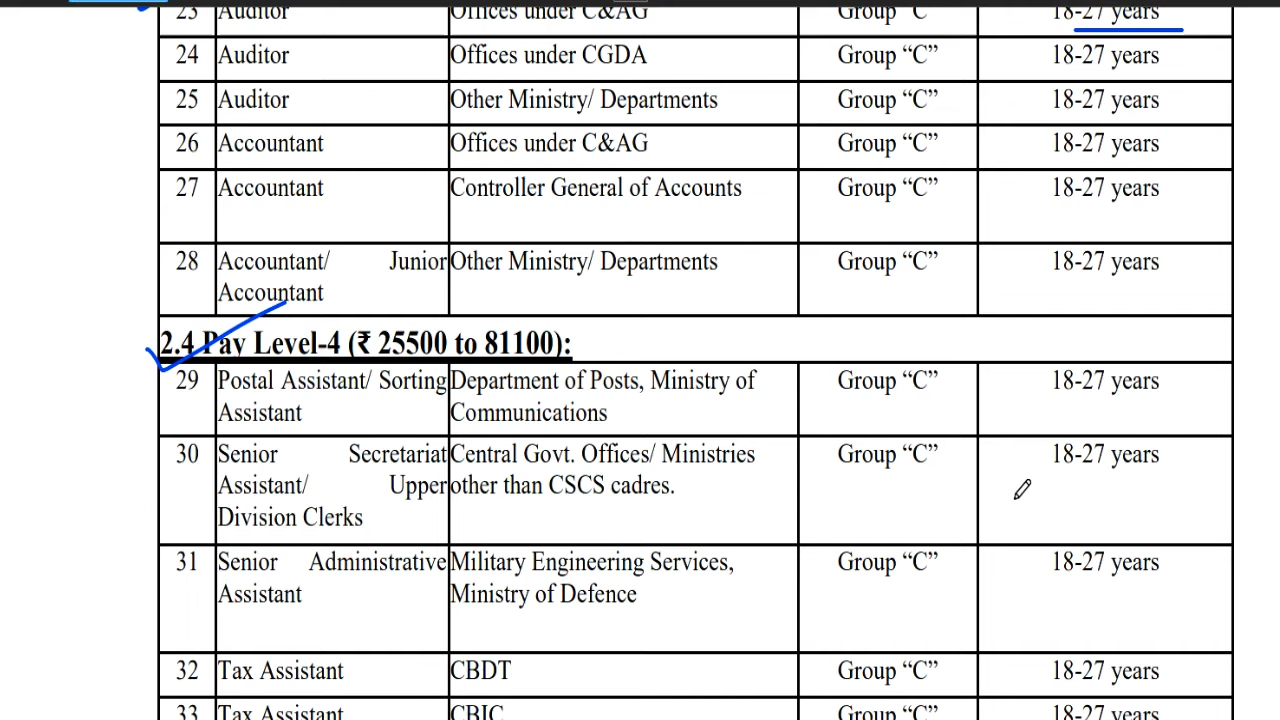 23 Auditor Offices under C&AG Group “C” 18-27 years
24 Auditor Offices under CGDA Group “C” 18-27 years
25 Auditor Other Ministry/ Departments Group “C” 18-27 years
26 Accountant Offices under C&AG Group “C” 18-27 years
27 Accountant Controller General of Accounts Group “C” 18-27 years
28 Accountant/ Junior Other Ministry/ Departments Group “C” 18-27 years
Accountant
2.4 Pay Level-4 (₹ 25500 to 81100):
29 Postal Assistant/ Sorting Department of Posts, Ministry of Group “C” 18-27 years
Assistant Communications
30 Senior Secretariat Central Govt. Offices/ Ministries Group “C” 18-27 years
Assistant/ Upper other than CSCS cadres.
Division Clerks
31 Senior Administrative Military Engineering Services, Group “C” 18-27 years
Assistant Ministry of Defence
32 Tax Assistant CBDT Group “C” 18-27 years
33 Tax Assistant CBIC Group “C” 18-27 years